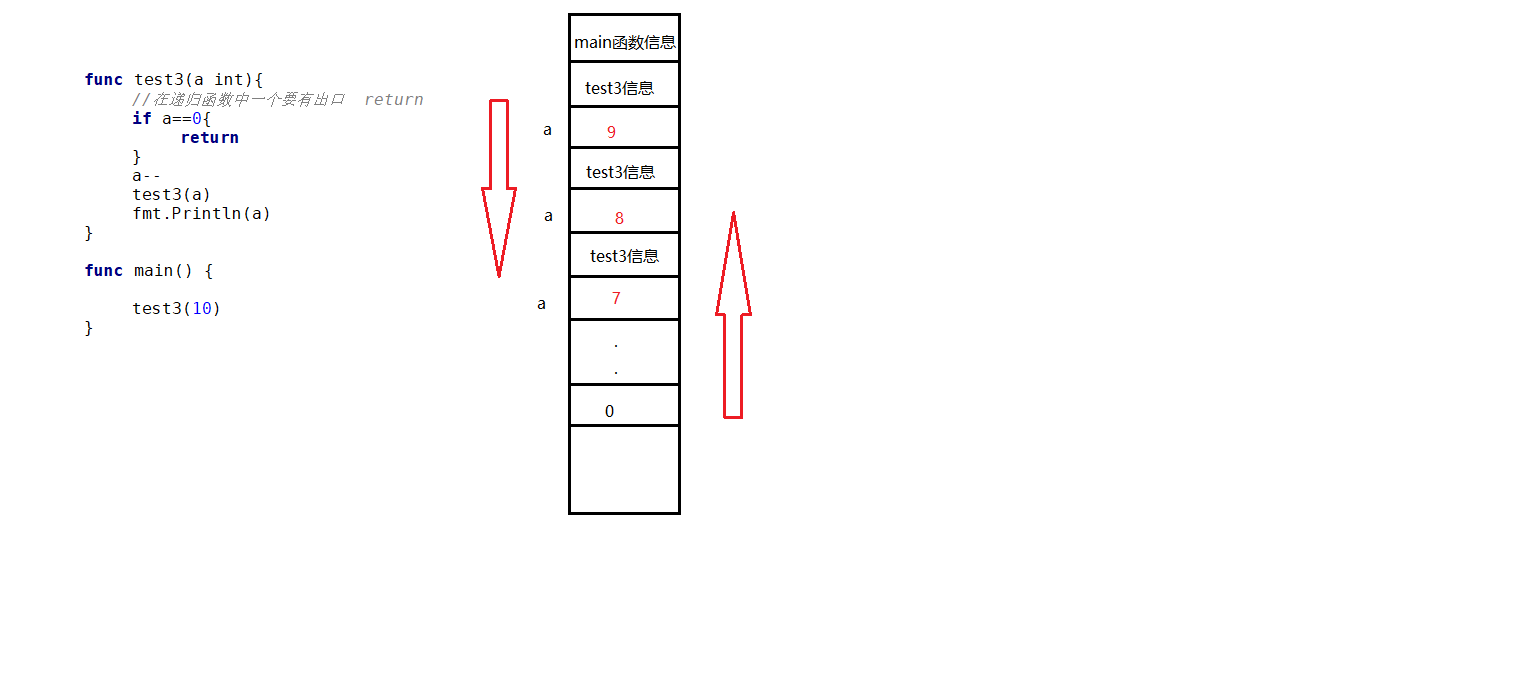 func test3(a int){
//在递归函数中一个要有出口 return
if a==0{
return
}
a--
test3(a)
fmt.Println(a)
}
func main() {
test3(10)
}
main函数信息
test3信息
a 9
test3信息
a 8
test3信息
a 7
.
.
0